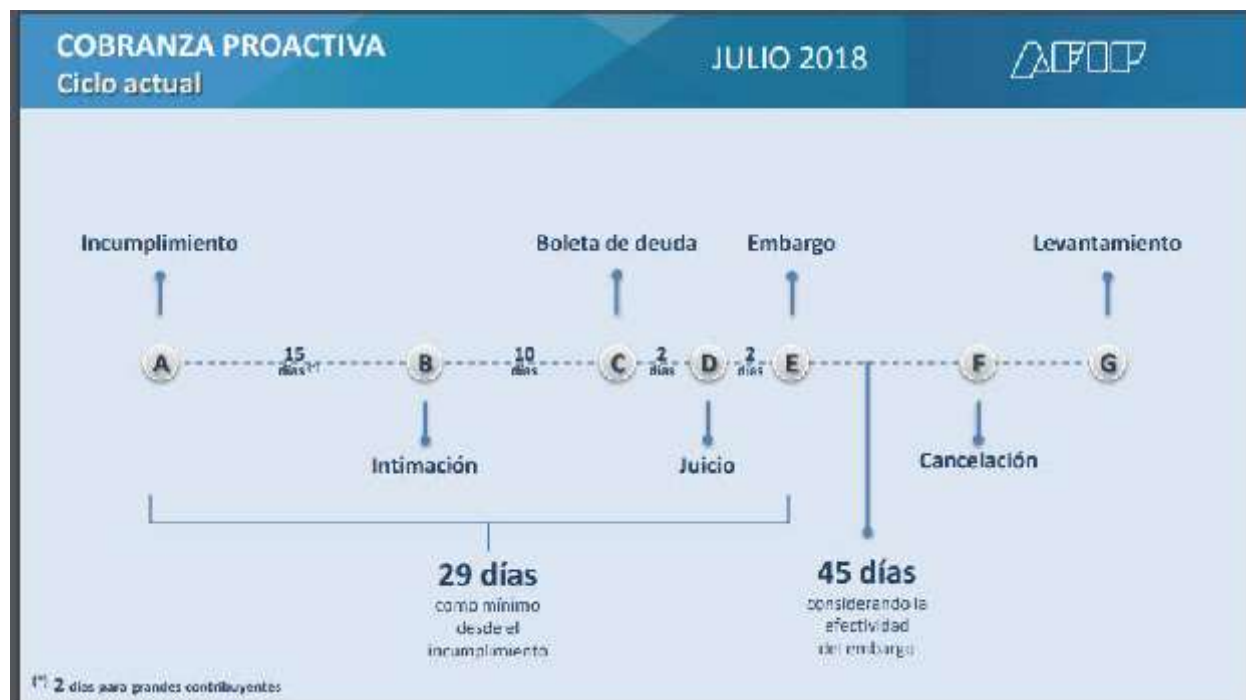 COBRANZA PROACTIVA
Ciclo actual
JULIO 2018
AFIP
Incumplimiento
Boleta de deuda
Embargo
Levantamiento
A
15
días (*)
B
10
días
C
2
días
D
2
días
E
F
G
Intimación
Juicio
Cancelación
29 días
como mínimo
desde el
incumplimiento
45 días
considerando la
efectividad
del embargo
(*) 2 días para grandes contribuyentes